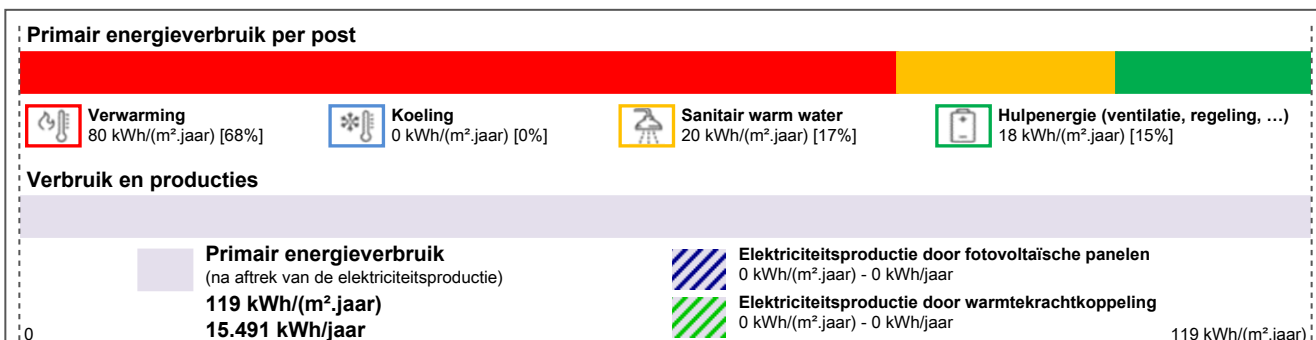 Primair energieverbruik per post
Verwarming
80 kWh/(m².jaar) [68%]
Koeling
0 kWh/(m².jaar) [0%]
Sanitair warm water
20 kWh/(m².jaar) [17%]
Hulpenergie (ventilatie, regeling, …)
18 kWh/(m².jaar) [15%]
Verbruik en producties
Primair energieverbruik
(na aftrek van de elektriciteitsproductie)
119 kWh/(m².jaar)
15.491 kWh/jaar
Elektriciteitsproductie door fotovoltaïsche panelen
0 kWh/(m².jaar) - 0 kWh/jaar
Elektriciteitsproductie door warmtekrachtkoppeling
0 kWh/(m².jaar) - 0 kWh/jaar
0
119 kWh/(m².jaar)